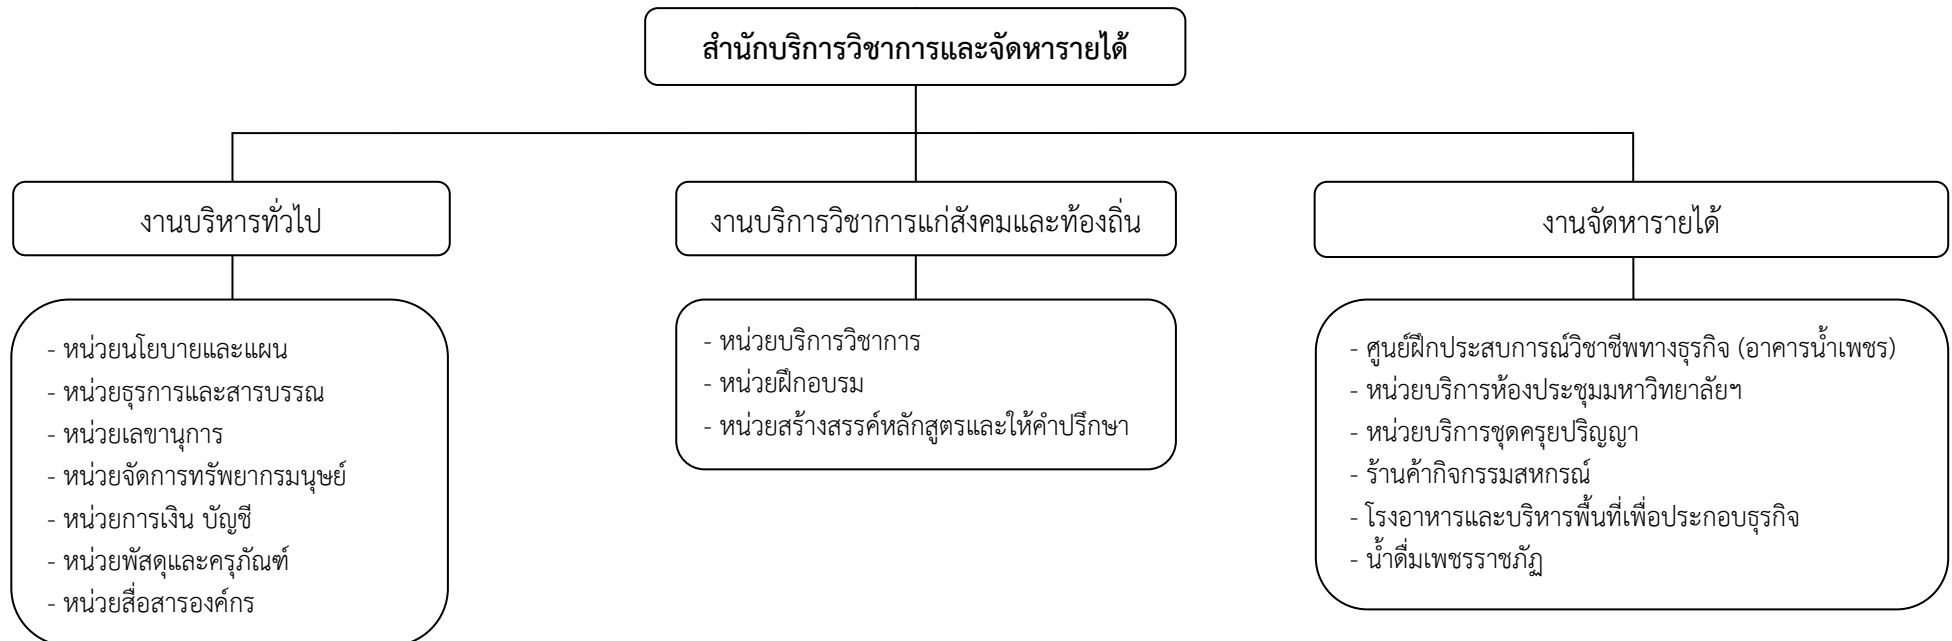 สำนักบริการวิชาการและจัดหารายได้
งานบริหารทั่วไป
- หน่วยนโยบายและแผน
- หน่วยธุรการและสารบรรณ
- หน่วยเลขานุการ
- หน่วยจัดการทรัพยากรมนุษย์
- หน่วยการเงิน บัญชี
- หน่วยพัสดุและครุภัณฑ์
- หน่วยสื่อสารองค์กร
งานบริการวิชาการแก่สังคมและท้องถิ่น
- หน่วยบริการวิชาการ
- หน่วยฝึกอบรม
- หน่วยสร้างสรรค์หลักสูตรและให้คำปรึกษา
งานจัดหารายได้
- ศูนย์ฝึกประสบการณ์วิชาชีพทางธุรกิจ (อาคารน้ำเพชร)
- หน่วยบริการห้องประชุมมหาวิทยาลัยฯ
- หน่วยบริการชุดครุยปริญญา
- ร้านค้ากิจกรรมสหกรณ์
- โรงอาหารและบริหารพื้นที่เพื่อประกอบธุรกิจ
- น้ำดื่มเพชรราชภัฏ